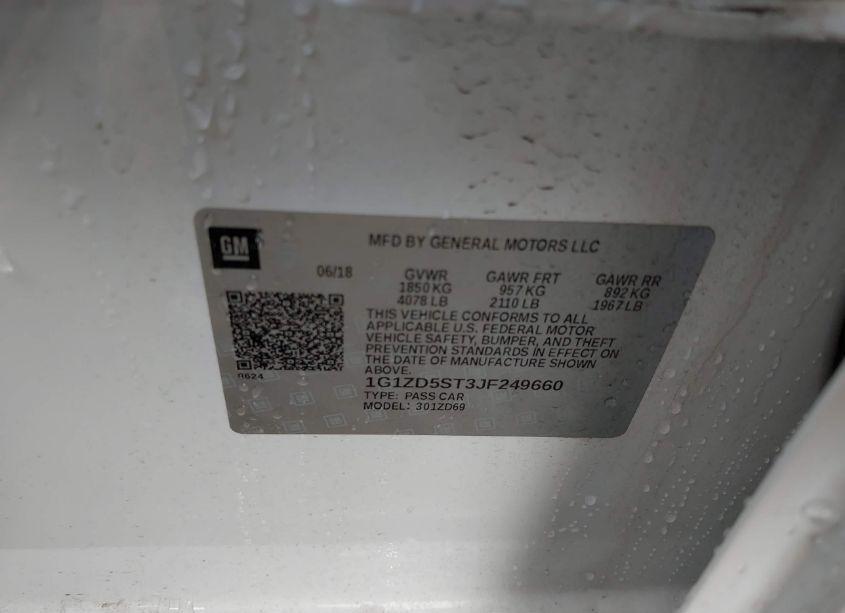 GM
MFD BY GENERAL MOTORS LLC
06/18 GVWR GAWR FRT GAWR RR
1850 KG 957 KG 892 KG
4078 LB 2110 LB 1967 LB
THIS VEHICLE CONFORMS TO ALL
APPLICABLE U.S. FEDERAL MOTOR
VEHICLE SAFETY, BUMPER, AND THEFT
PREVENTION STANDARDS IN EFFECT ON
THE DATE OF MANUFACTURE SHOWN
ABOVE.
R624
1G1ZD5ST3JF249660
TYPE: PASS CAR
MODEL: 301ZD69